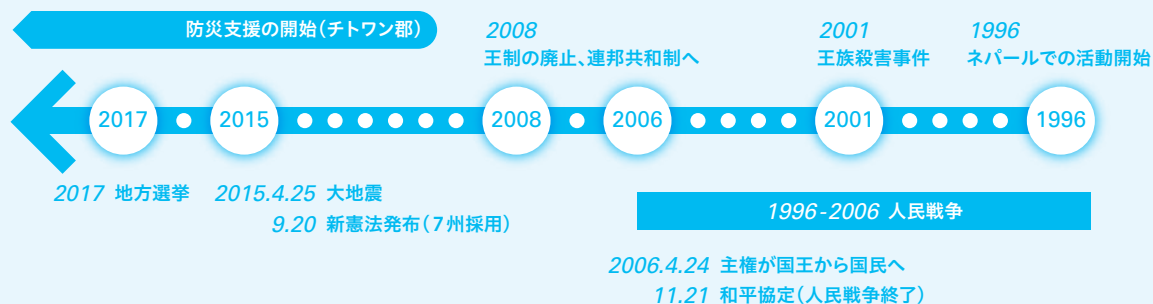 防災支援の開始（チトワン郡）
2008
王制の廃止、連邦共和制へ
2001
王族殺害事件
1996
ネパールでの活動開始
2017 2015 2008 2006 2001 1996
2017 地方選挙
2015.4.25 大地震
9.20 新憲法発布（7州採用）
1996-2006 人民戦争
2006.4.24 主権が国王から国民へ
11.21 和平協定（人民戦争終了）